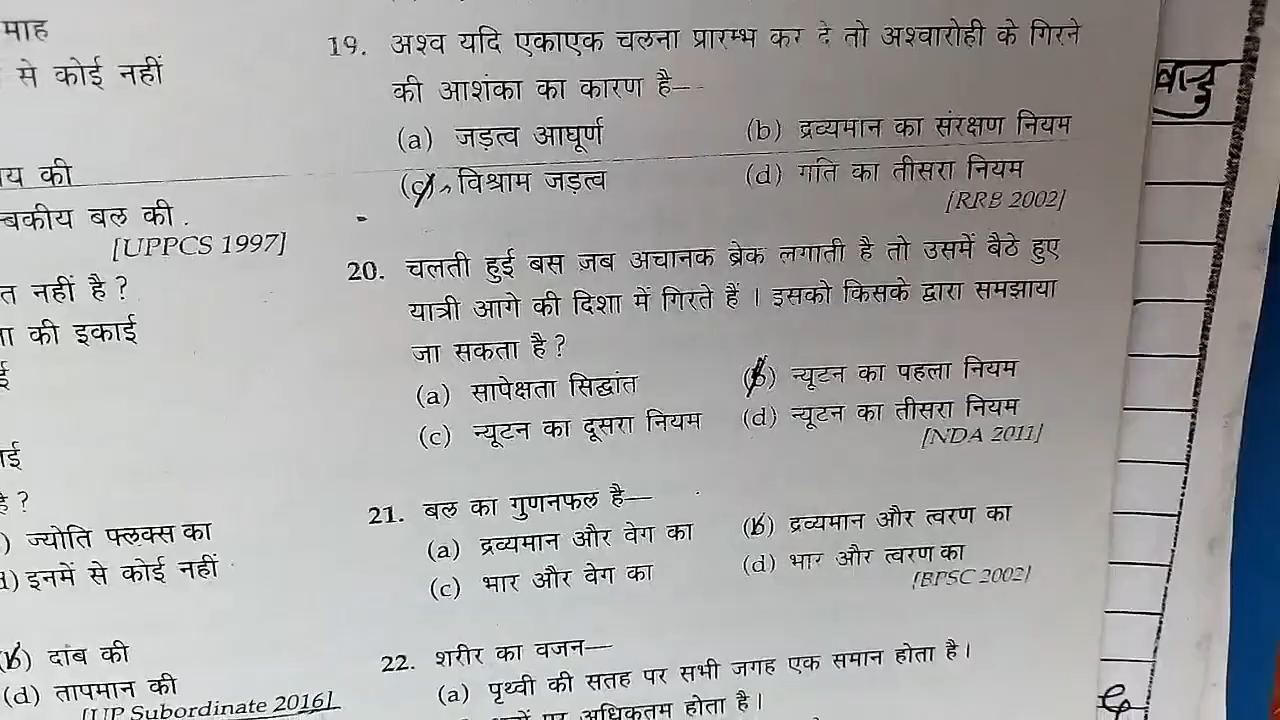 माह
से कोई नहीं
की
बकीय बल की.
[UPPCS 1997]
नहीं है ?
की इकाई
है ?
ज्योति फ्लक्स का
इनमें से कोई नहीं
(b) दाब की
(d) तापमान की
[UP Subordinate 2016]
19. अश्व यदि एकाएक चलना प्रारम्भ कर दे तो अश्वारोही के गिरने
की आशंका का कारण है—
(a) जड़त्व आघूर्ण (b) द्रव्यमान का संरक्षण नियम
(c) विश्राम जड़त्व (d) गति का तीसरा नियम
[RRB 2002]
20. चलती हुई बस जब अचानक ब्रेक लगाती है तो उसमें बैठे हुए
यात्री आगे की दिशा में गिरते हैं। इसको किसके द्वारा समझाया
जा सकता है ?
(a) सापेक्षता सिद्धांत (b) न्यूटन का पहला नियम
(c) न्यूटन का दूसरा नियम (d) न्यूटन का तीसरा नियम
[NDA 2011]
21. बल का गुणनफल है—
(a) द्रव्यमान और वेग का (b) द्रव्यमान और त्वरण का
(c) भार और वेग का (d) भार और त्वरण का
[BPSC 2002]
22. शरीर का वजन—
(a) पृथ्वी की सतह पर सभी जगह एक समान होता है।
पर अधिकतम होता है।